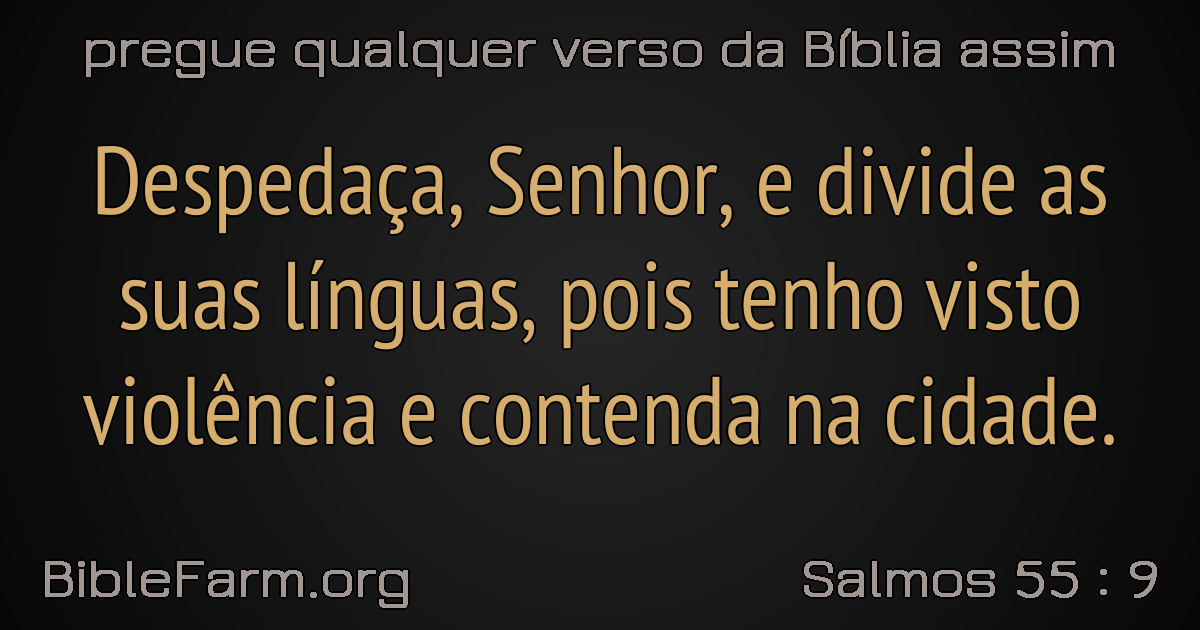 pregue qualquer verso da Bíblia assim
Despedaça, Senhor, e divide as
suas línguas, pois tenho visto
violência e contenda na cidade.
BibleFarm.org
Salmos 55 : 9